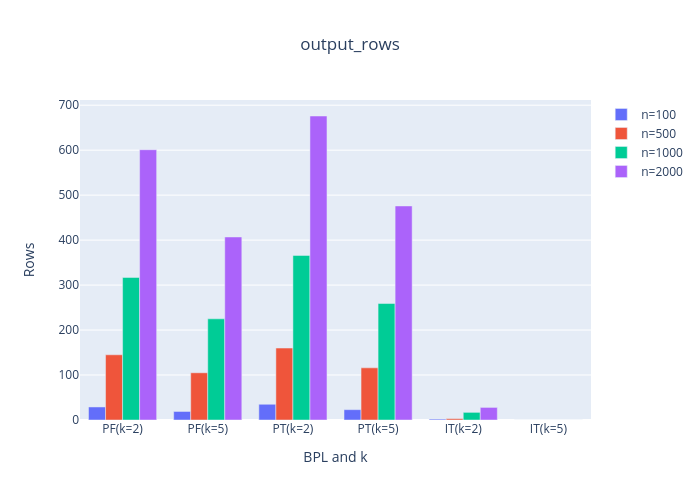 output_rows
700
600
500
400
300
200
100
0
Rows
PF(k=2)
PF(k=5)
PT(k=2)
PT(k=5)
IT(k=2)
IT(k=5)
BPL and k
n=100
n=500
n=1000
n=2000